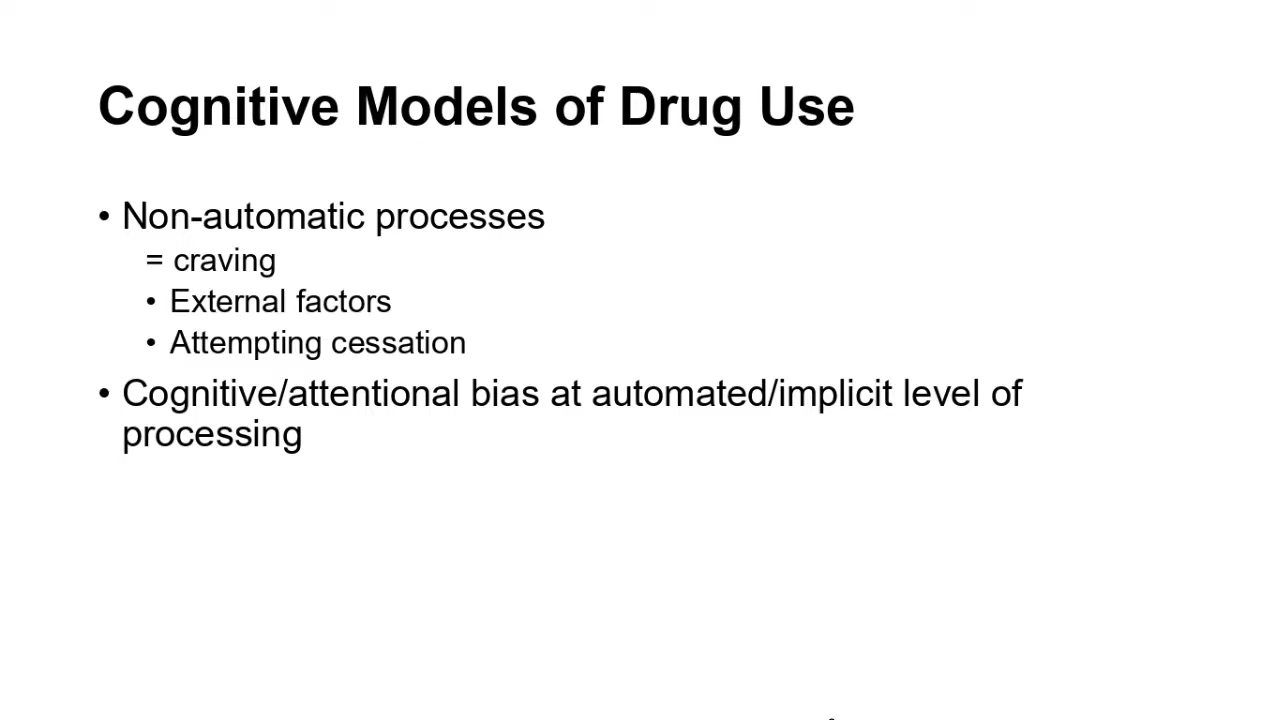 Cognitive Models of Drug Use
• Non-automatic processes
= craving
• External factors
• Attempting cessation
• Cognitive/attentional bias at automated/implicit level of
processing